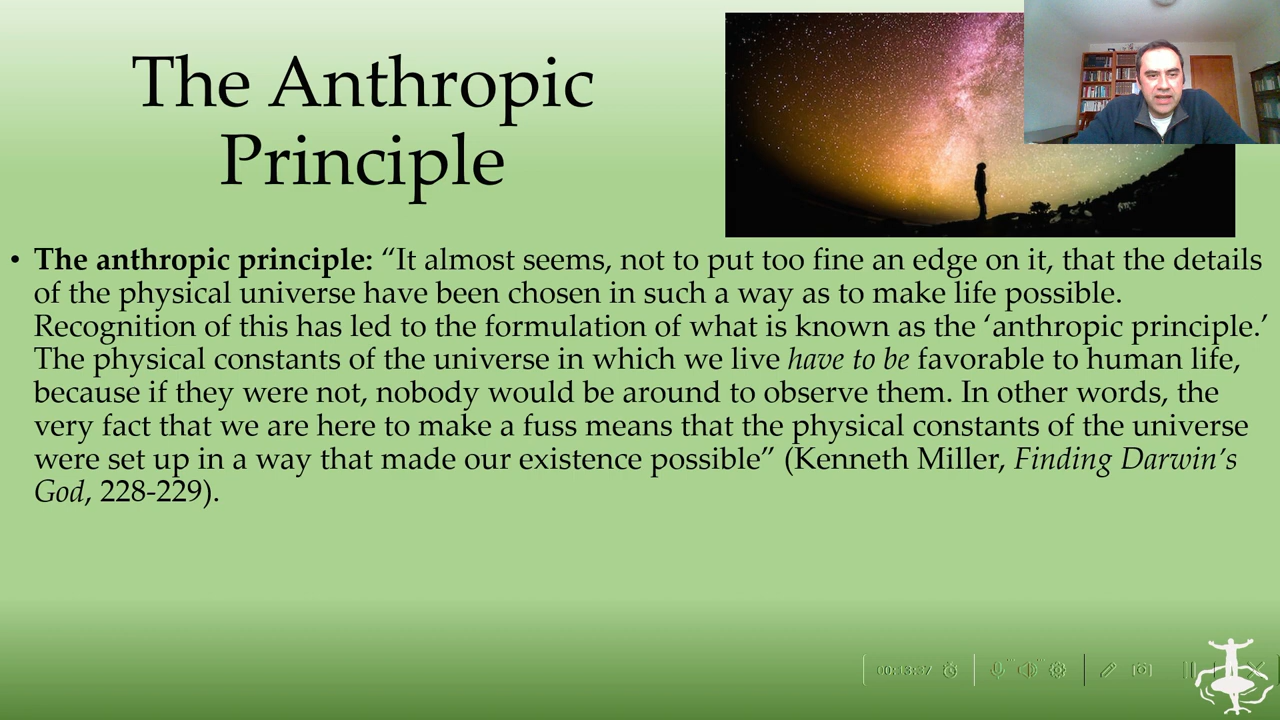 The Anthropic
Principle
• The anthropic principle: “It almost seems, not to put too fine an edge on it, that the details
of the physical universe have been chosen in such a way as to make life possible.
Recognition of this has led to the formulation of what is known as the ‘anthropic principle.’
The physical constants of the universe in which we live have to be favorable to human life,
because if they were not, nobody would be around to observe them. In other words, the
very fact that we are here to make a fuss means that the physical constants of the universe
were set up in a way that made our existence possible” (Kenneth Miller, Finding Darwin’s
God, 228-229).
00:13:37